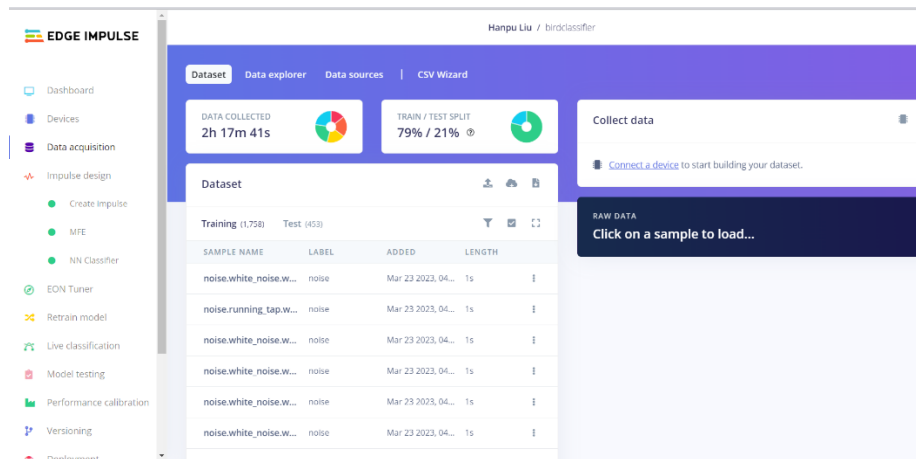 EDGE IMPULSE
Hanpu Liu / birdclassifier
Dashboard
Devices
Data acquisition
Impulse design
Create impulse
MFE
NN Classifier
EON Tuner
Retrain model
Live classification
Model testing
Performance calibration
Versioning
Deployment
Dataset Data explorer Data sources | CSV Wizard
DATA COLLECTED
2h 17m 41s
TRAIN / TEST SPLIT
79% / 21% ?
Dataset
Training (1,758) Test (453)
SAMPLE NAME LABEL ADDED LENGTH
noise.white_noise.w... noise Mar 23 2023, 04... 1s
noise.running_tap.w... noise Mar 23 2023, 04... 1s
noise.white_noise.w... noise Mar 23 2023, 04... 1s
noise.white_noise.w... noise Mar 23 2023, 04... 1s
noise.white_noise.w... noise Mar 23 2023, 04... 1s
noise.white_noise.w... noise Mar 23 2023, 04... 1s
Collect data
Connect a device to start building your dataset.
RAW DATA
Click on a sample to load...